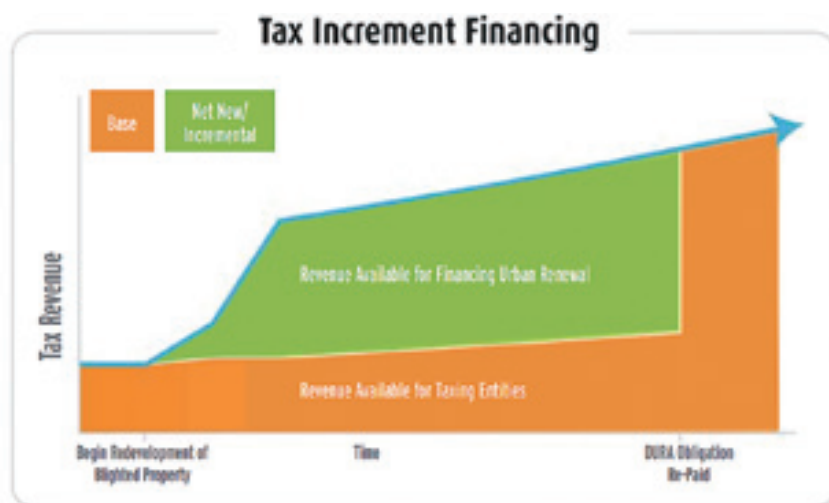 Tax Increment Financing
Base
Net New/
Incremental
Tax Revenue
Revenue Available for Financing Urban Renewal
Revenue Available for Taxing Entities
Begin Redevelopment of
Blighted Property
Time
DURA Obligation
Re-Paid